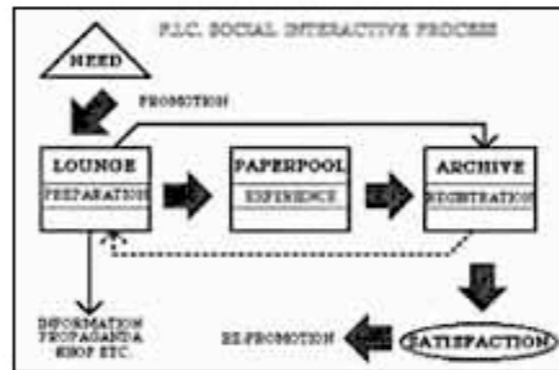 P.I.C. SOCIAL INTERACTIVE PROCESS
NEED
PROMOTION
LOUNGE
PREPARATION
PAPERPOOL
EXPERIENCE
ARCHIVE
REGISTRATION
INFORMATION
PROPAGANDA
SHOP ETC.
RE-PROMOTION
SATISFACTION